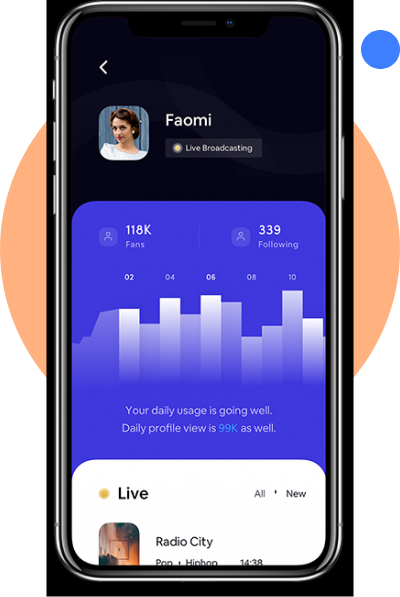 Faomi
Live Broadcasting
118K
Fans
339
Following
02 04 06 08 10
Your daily usage is going well.
Daily profile view is 99K as well.
Live
All • New
Radio City
Pop • Hiphop 14:38